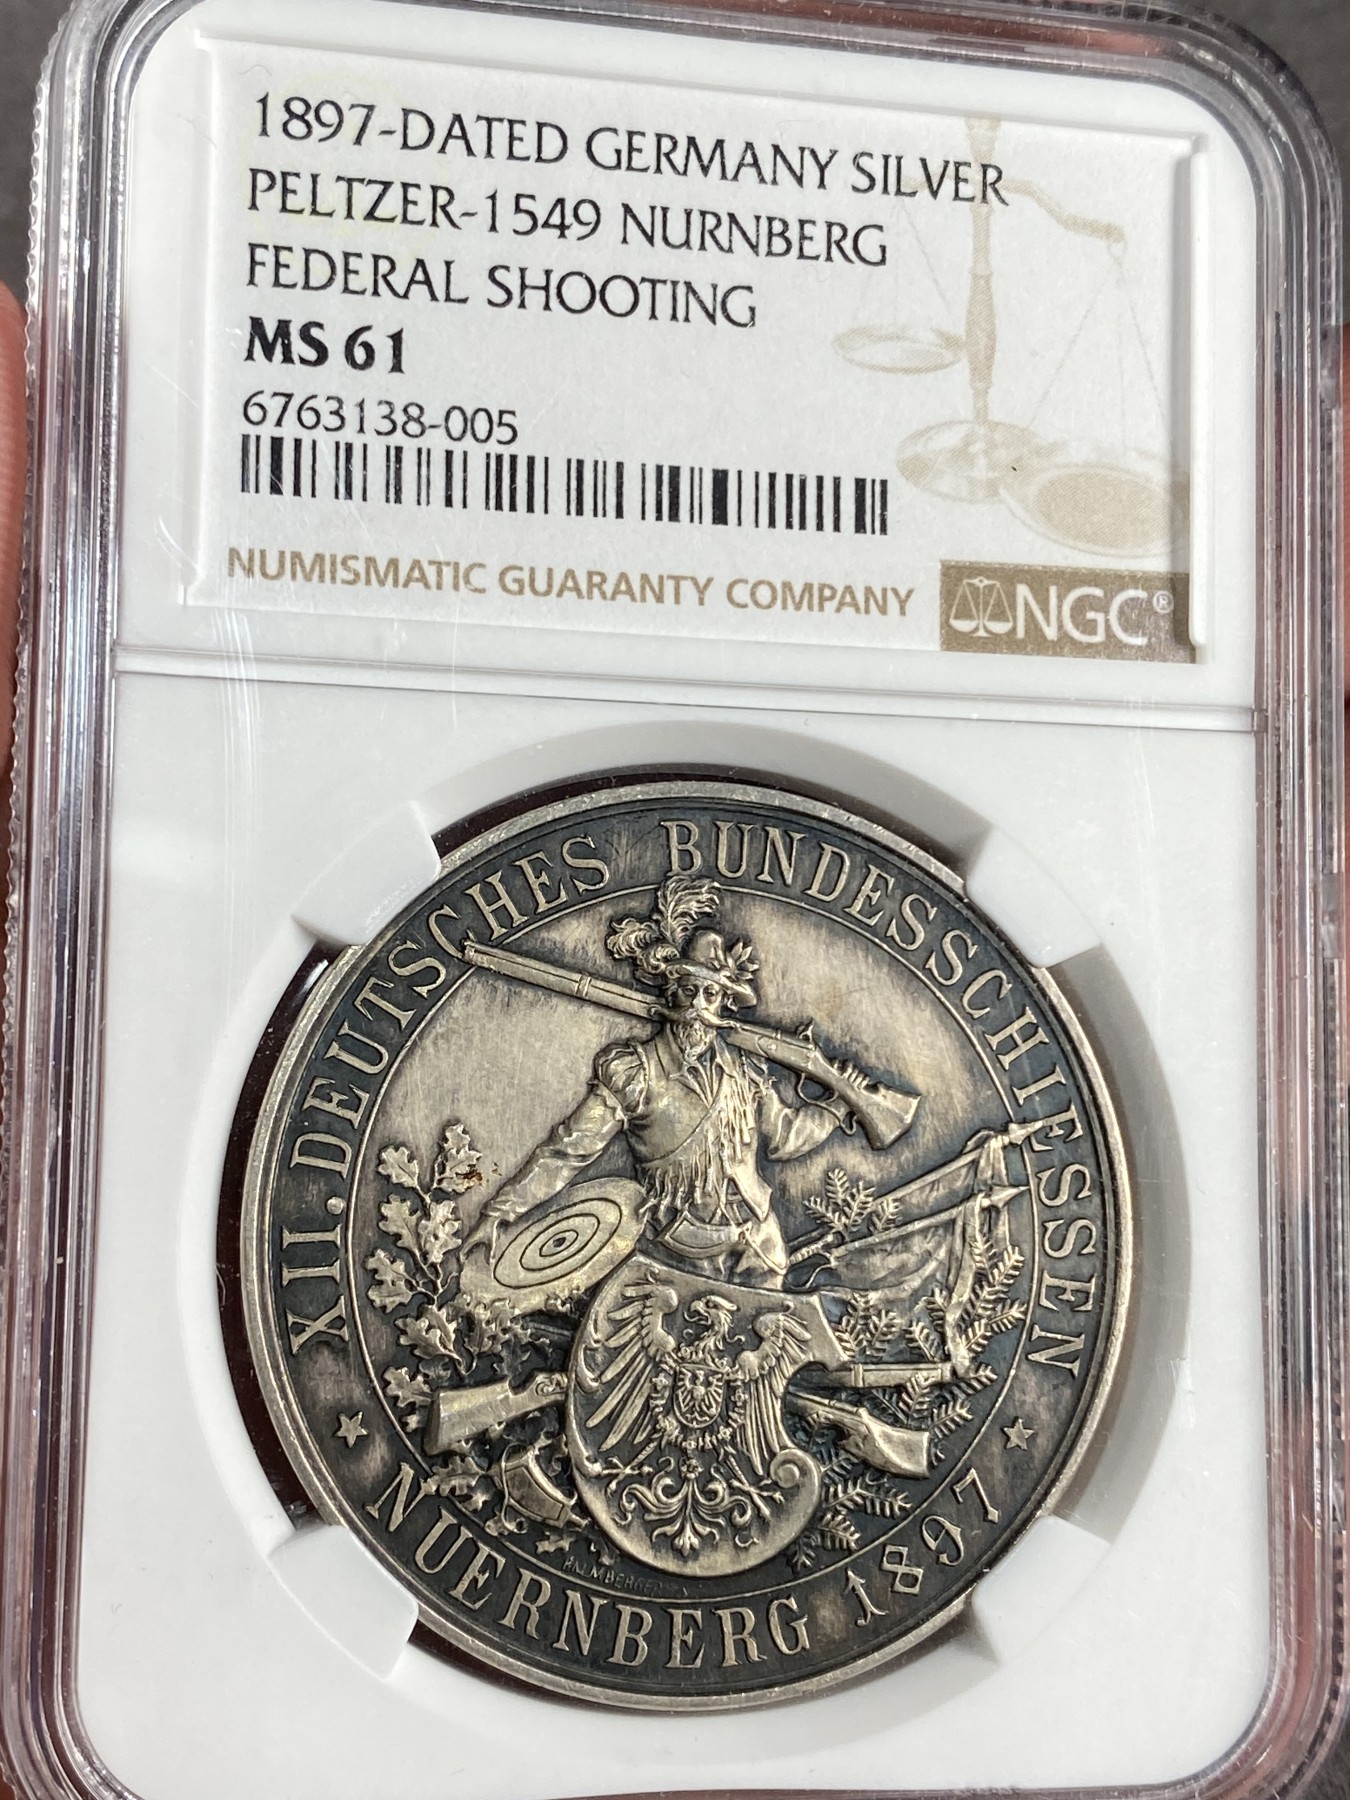 1897-DATED GERMANY SILVER
PELTZER-1549 NURNBERG
FEDERAL SHOOTING
MS 61
6763138-005
NUMISMATIC GUARANTY COMPANY
NGC®
XII. DEUTSCHES BUNDESSCHIESSEN
NUERNBERG 1897